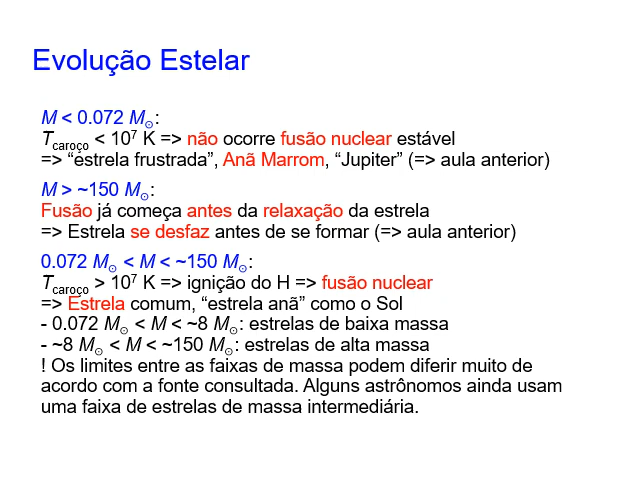 Evolução Estelar
M < 0.072 M⊙:
Tcaroço < 10⁷ K => não ocorre fusão nuclear estável
=> “estrela frustrada”, Anã Marrom, “Jupiter” (=> aula anterior)
M > ~150 M⊙:
Fusão já começa antes da relaxação da estrela
=> Estrela se desfaz antes de se formar (=> aula anterior)
0.072 M⊙ < M < ~150 M⊙:
Tcaroço > 10⁷ K => ignição do H => fusão nuclear
=> Estrela comum, “estrela anã” como o Sol
- 0.072 M⊙ < M < ~8 M⊙: estrelas de baixa massa
- ~8 M⊙ < M < ~150 M⊙: estrelas de alta massa
! Os limites entre as faixas de massa podem diferir muito de
acordo com a fonte consultada. Alguns astrônomos ainda usam
uma faixa de estrelas de massa intermediária.